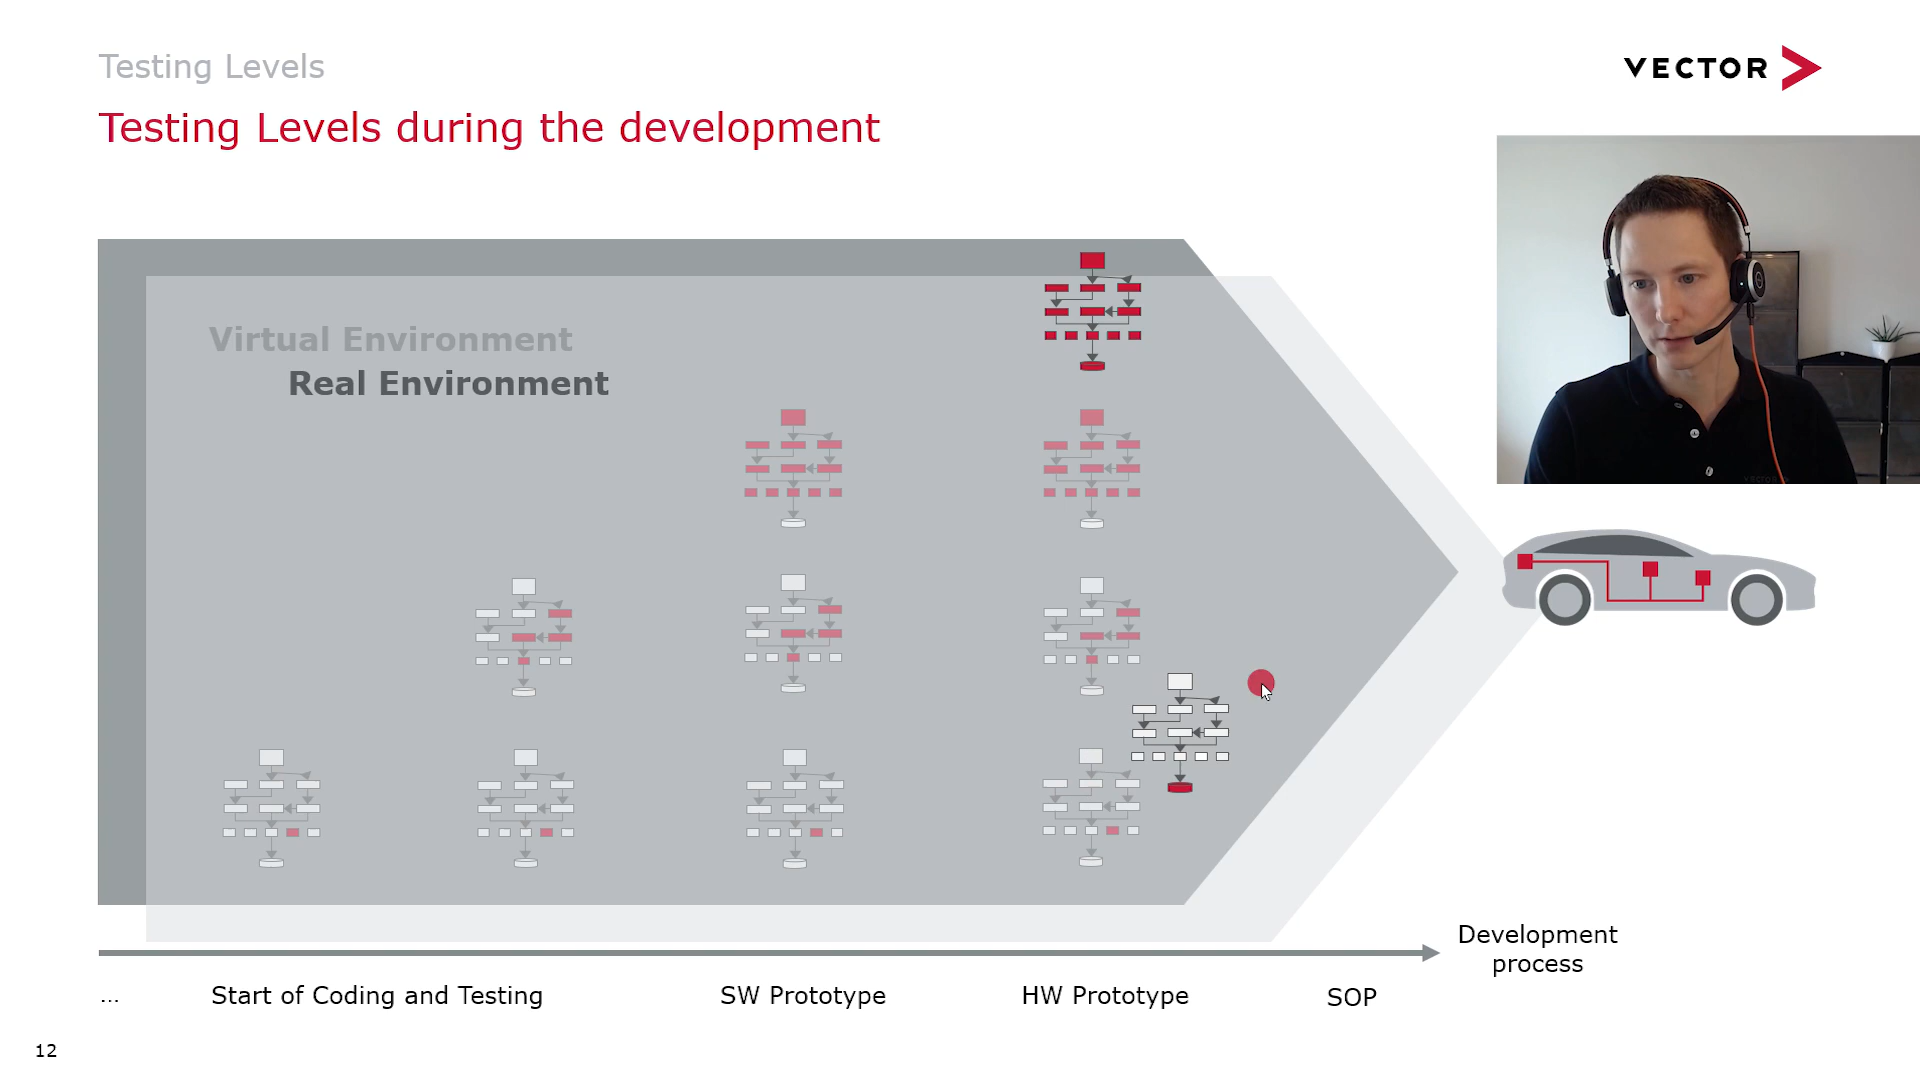 Testing Levels
VECTOR
Testing Levels during the development
Virtual Environment
Real Environment
Development
process
...
Start of Coding and Testing
SW Prototype
HW Prototype
SOP
12